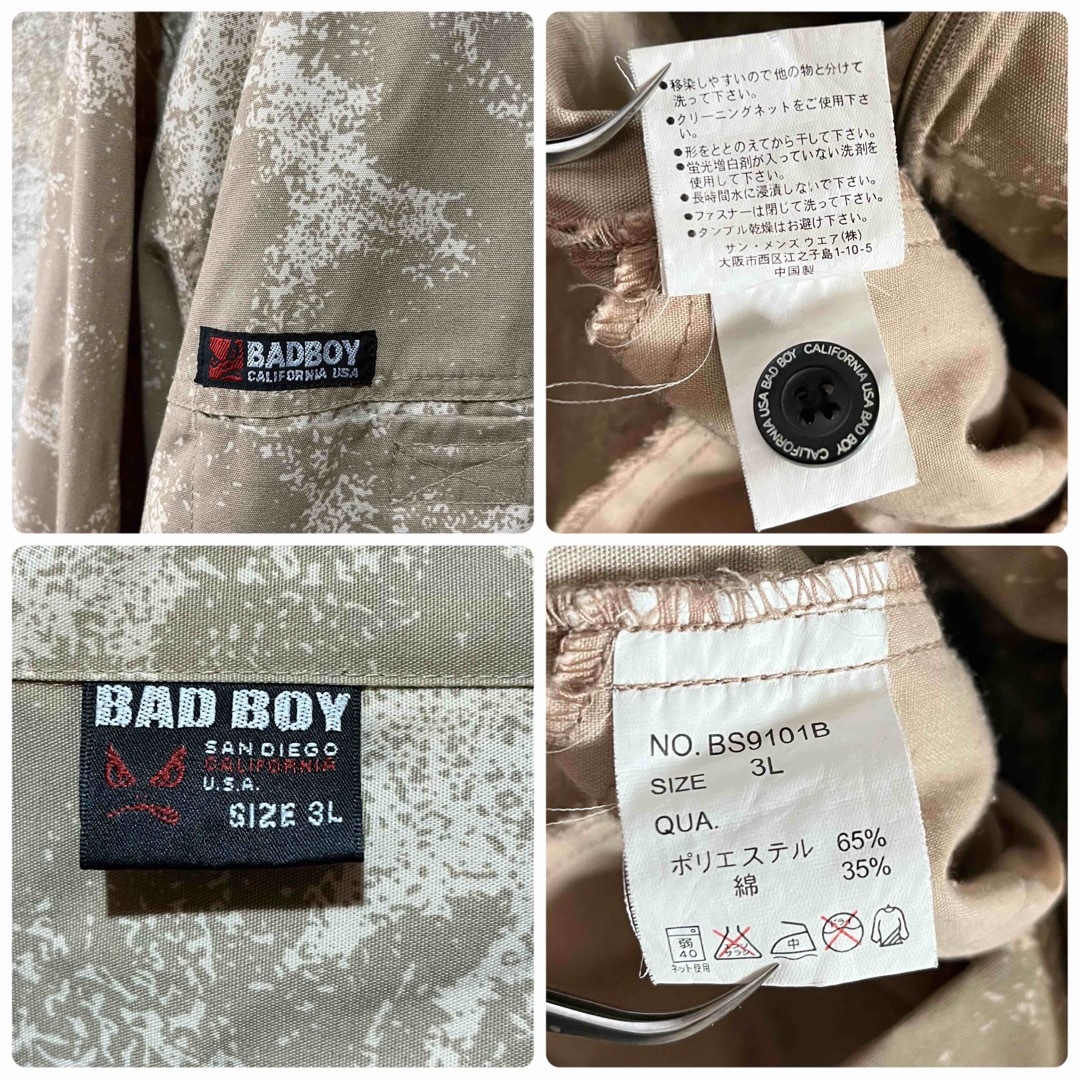 BADBOY
CALIFORNIA USA
●移染しやすいので他の物と分けて
洗って下さい。
●クリーニングネットをご使用下さ
い。
●形をととのえてから干して下さい。
●蛍光増白剤が入っていない洗剤を
使用して下さい。
●長時間水に浸漬しないで下さい。
●ファスナーは閉じて洗って下さい。
●タンブル乾燥はお避け下さい。
サン・メンズウエア(株)
大阪市西区江之子島1-10-5
中国製
BAD BOY CALIFORNIA USA BAD BOY CALIFORNIA USA
BAD BOY
SAN DIEGO
CALIFORNIA
U.S.A.
SIZE 3L
NO. BS9101B
SIZE 3L
QUA.
ポリエステル 65%
綿 35%
弱
40
ネット使用
エンソ
サラシ
中
ドライ